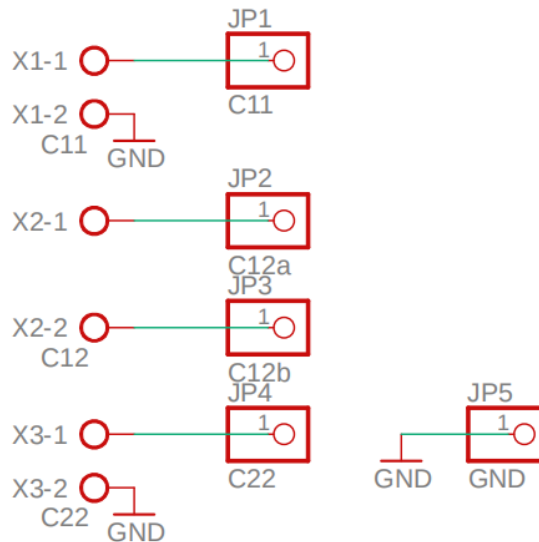 JP1
X1-1
1
X1-2
C11
C11
GND
JP2
X2-1
1
C12a
JP3
X2-2
1
C12
C12b
JP4
JP5
X3-1
1
1
X3-2
C22
GND
GND
C22
GND